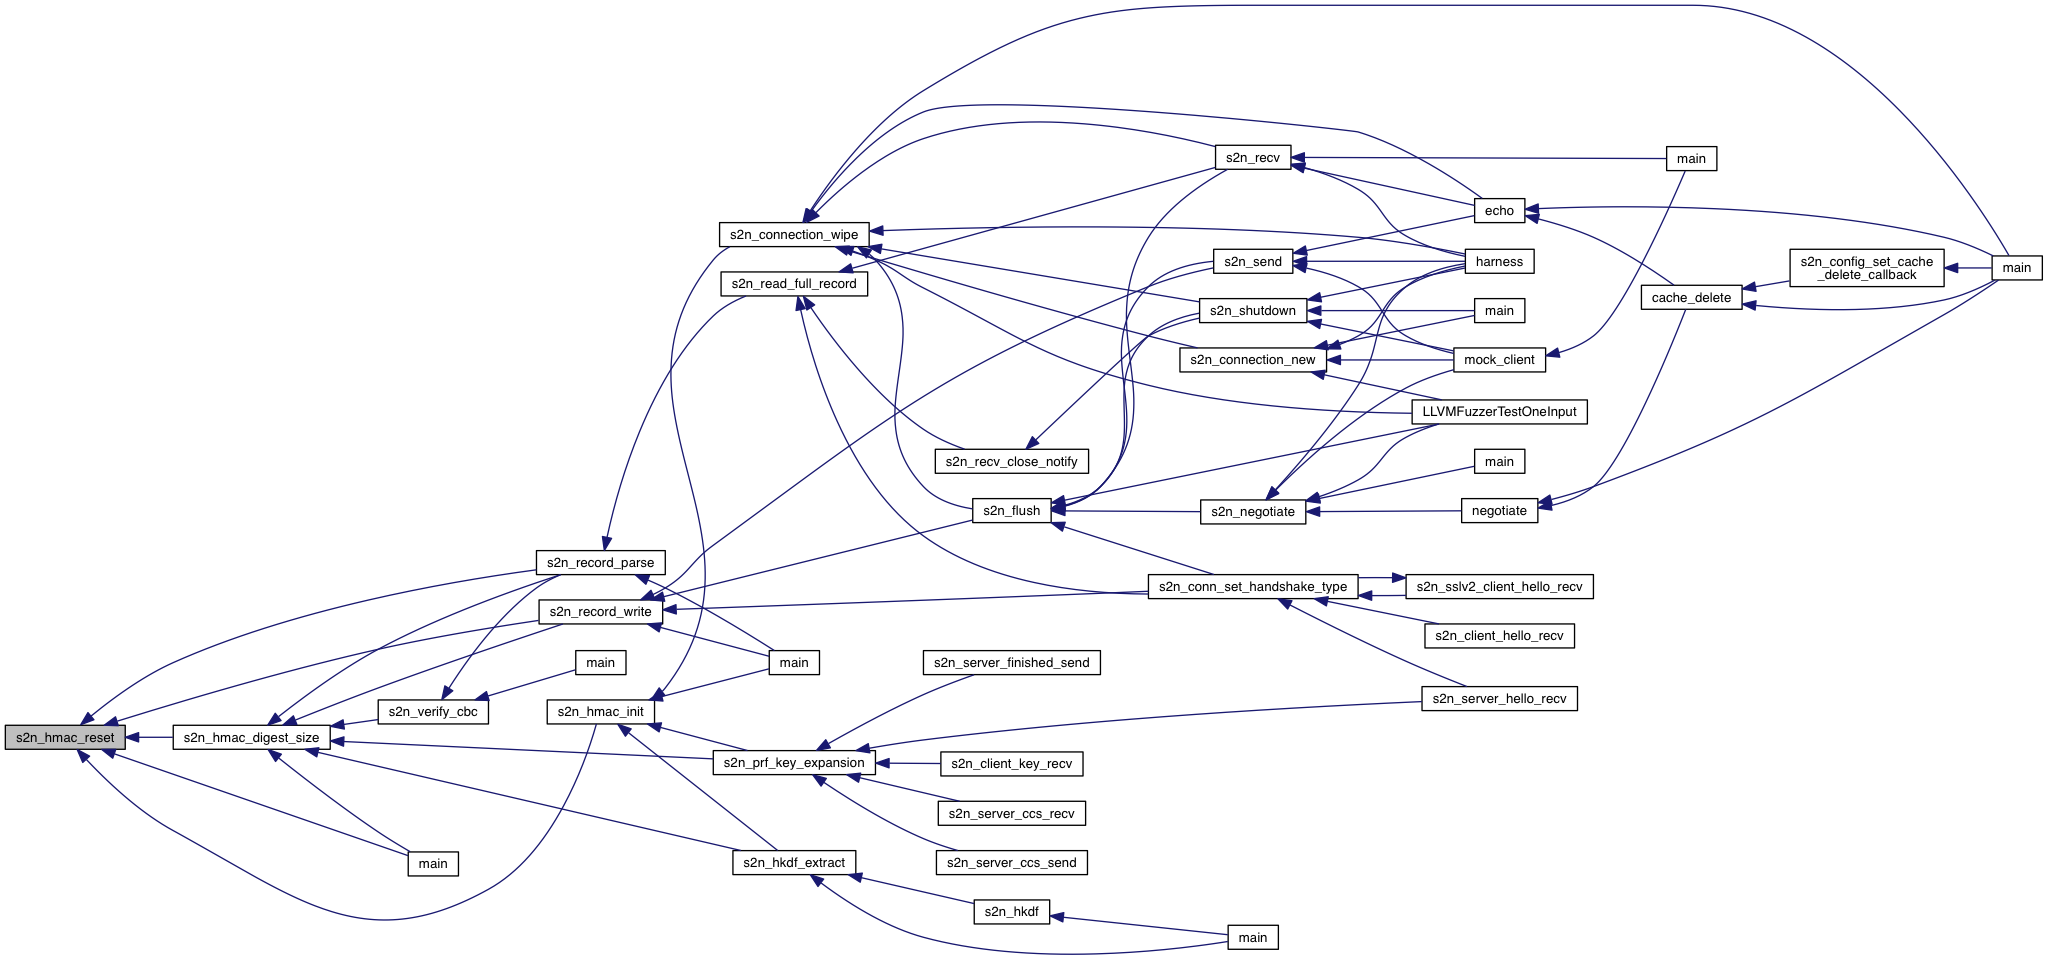 s2n_recv
main
echo
s2n_connection_wipe
s2n_send
harness
s2n_config_set_cache
_delete_callback
main
s2n_read_full_record
s2n_shutdown
main
cache_delete
s2n_connection_new
mock_client
LLVMFuzzerTestOneInput
s2n_recv_close_notify
main
s2n_flush
s2n_negotiate
negotiate
s2n_record_parse
s2n_conn_set_handshake_type
s2n_sslv2_client_hello_recv
s2n_record_write
s2n_client_hello_recv
main
main
s2n_server_finished_send
s2n_server_hello_recv
s2n_verify_cbc
s2n_hmac_init
s2n_hmac_reset
s2n_hmac_digest_size
s2n_prf_key_expansion
s2n_client_key_recv
s2n_server_ccs_recv
main
s2n_hkdf_extract
s2n_server_ccs_send
s2n_hkdf
main